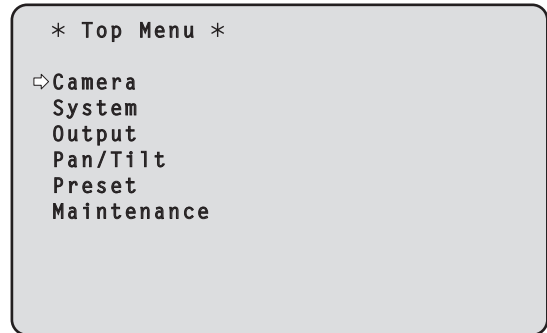 * Top Menu *
⇨Camera
System
Output
Pan/Tilt
Preset
Maintenance